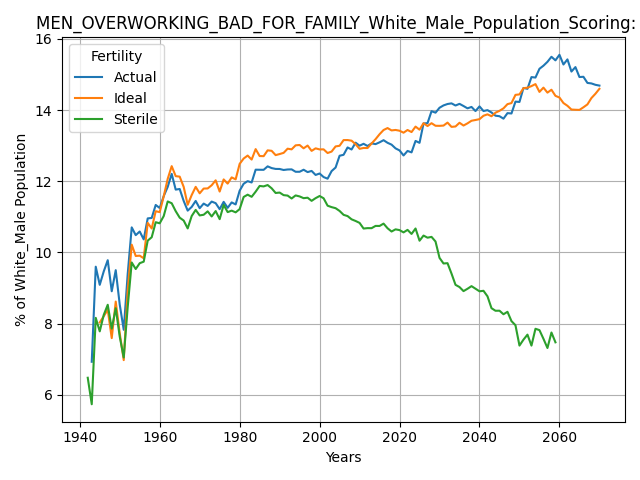 MEN_OVERWORKING_BAD_FOR_FAMILY_White_Male_Population_Scoring:
Fertility
Actual
Ideal
Sterile
% of White_Male Population
16
14
12
10
8
6
1940
1960
1980
2000
2020
2040
2060
Years